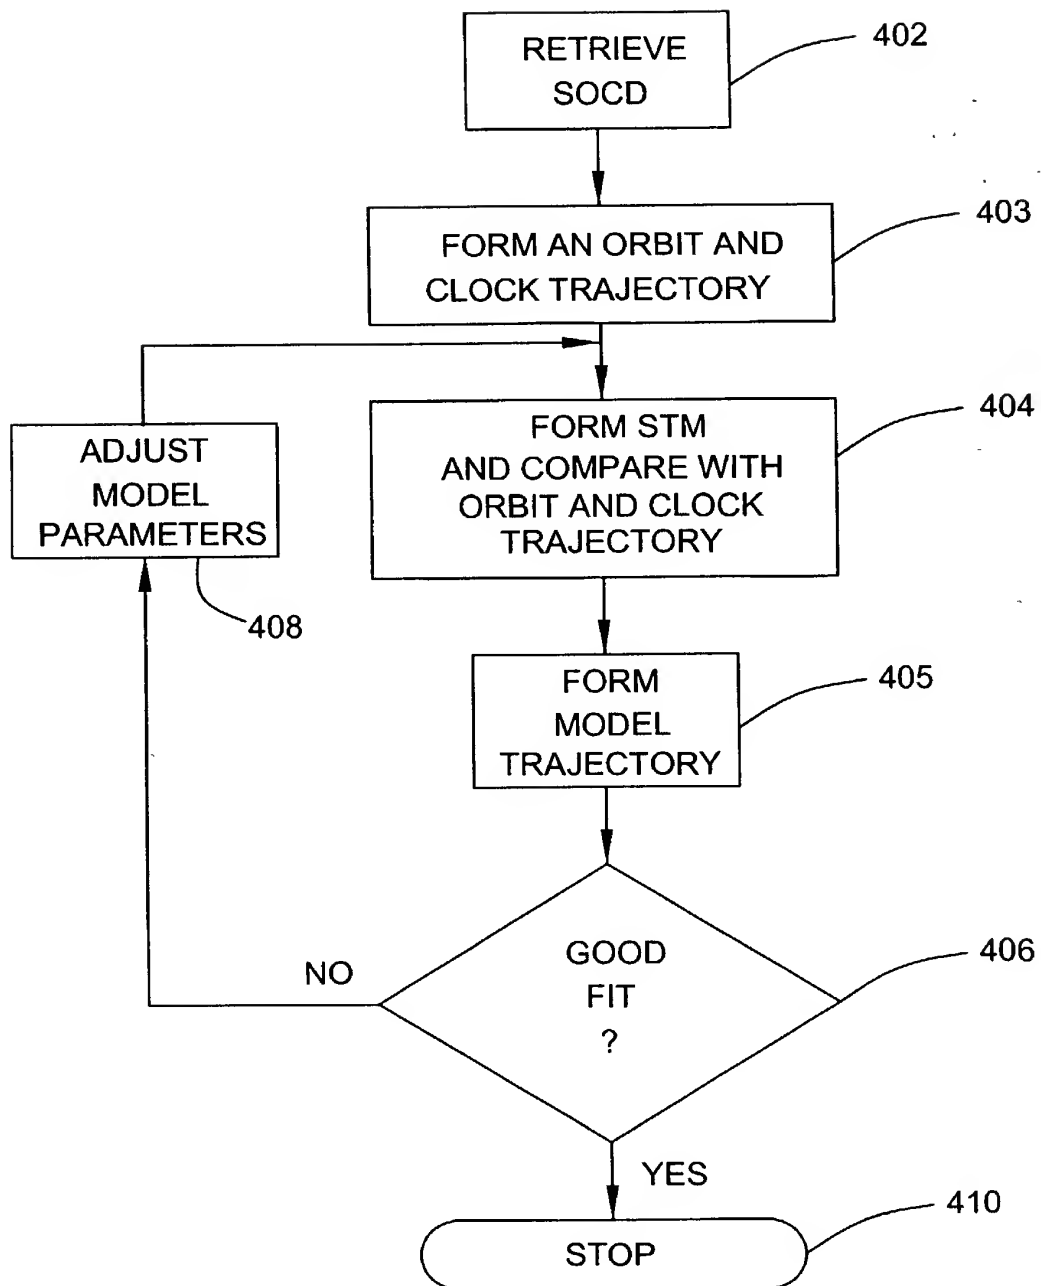 RETRIEVE
SOCD
402
FORM AN ORBIT AND
CLOCK TRAJECTORY
403
FORM STM
AND COMPARE WITH
ORBIT AND CLOCK
TRAJECTORY
404
ADJUST
MODEL
PARAMETERS
408
FORM
MODEL
TRAJECTORY
405
GOOD
FIT
?
406
NO
YES
STOP
410